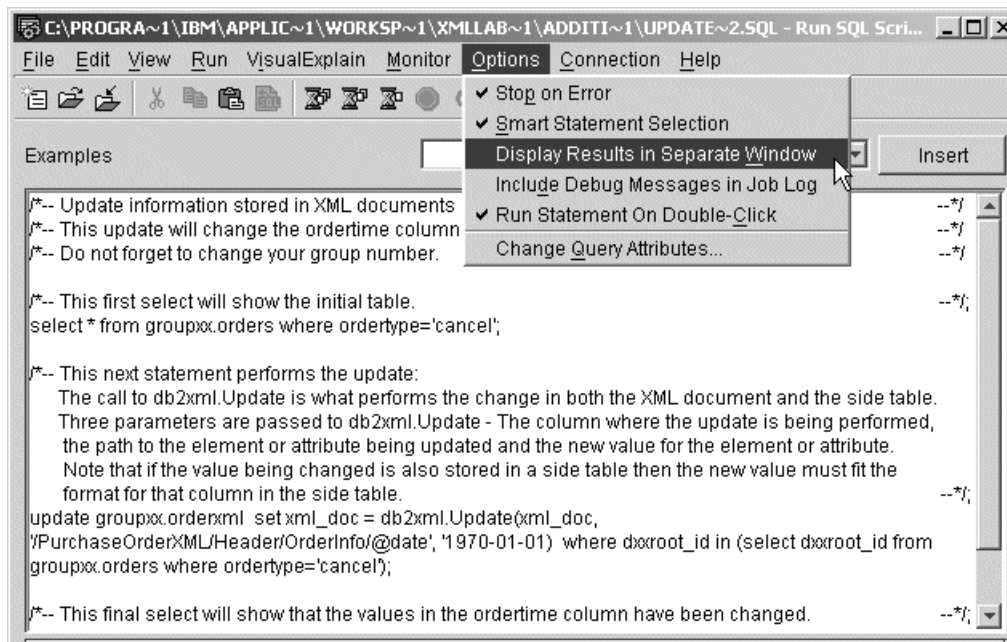 C:\PROGRA~1\IBM\APPLIC~1\WORKSP~1\XMLLAB~1\ADDITI~1\UPDATE~2.SQL - Run SQL Scri...
File Edit View Run VisualExplain Monitor Options Connection Help
Stop on Error
Smart Statement Selection
Display Results in Separate Window
Include Debug Messages in Job Log
Run Statement On Double-Click
Change Query Attributes...
Examples Insert
/*-- Update information stored in XML documents --*/
/*-- This update will change the ordertime column --*/
/*-- Do not forget to change your group number. --*/
/*-- This first select will show the initial table. --*/;
select * from groupxx.orders where ordertype='cancel';
/*-- This next statement performs the update:
The call to db2xml.Update is what performs the change in both the XML document and the side table.
Three parameters are passed to db2xml.Update - The column where the update is being performed,
the path to the element or attribute being updated and the new value for the element or attribute.
Note that if the value being changed is also stored in a side table then the new value must fit the
format for that column in the side table. --*/;
update groupxx.orderxml set xml_doc = db2xml.Update(xml_doc,
'/PurchaseOrderXML/Header/OrderInfo/@date', '1970-01-01') where dxxroot_id in (select dxxroot_id from
groupxx.orders where ordertype='cancel');
/*-- This final select will show that the values in the ordertime column have been changed. --*/;